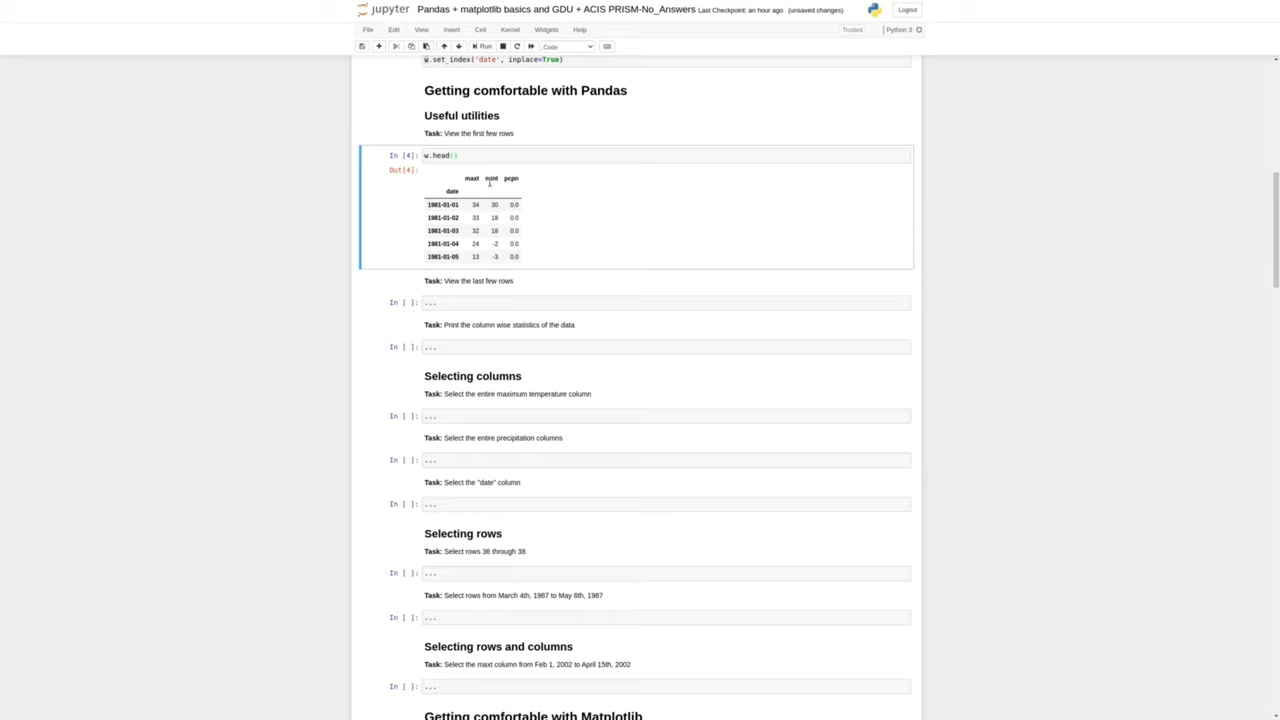 jupyter Pandas + matplotlib basics and GDU + ACIS PRISM-No_Answers Last Checkpoint: an hour ago (unsaved changes) Logout
File Edit View Insert Cell Kernel Widgets Help Trusted Python 3
Run Code
w.set_index('date', inplace=True)
Getting comfortable with Pandas
Useful utilities
Task: View the first few rows
In [4]: w.head()
Out[4]:
maxt mint pcpn
date
1981-01-01 34 30 0.0
1981-01-02 33 18 0.0
1981-01-03 32 18 0.0
1981-01-04 24 -2 0.0
1981-01-05 13 -3 0.0
Task: View the last few rows
In [ ]: ...
Task: Print the column wise statistics of the data
In [ ]: ...
Selecting columns
Task: Select the entire maximum temperature column
In [ ]: ...
Task: Select the entire precipitation columns
In [ ]: ...
Task: Select the "date" column
In [ ]: ...
Selecting rows
Task: Select rows 36 through 38
In [ ]: ...
Task: Select rows from March 4th, 1987 to May 6th, 1987
In [ ]: ...
Selecting rows and columns
Task: Select the maxt column from Feb 1, 2002 to April 15th, 2002
In [ ]: ...
Getting comfortable with Matplotlib